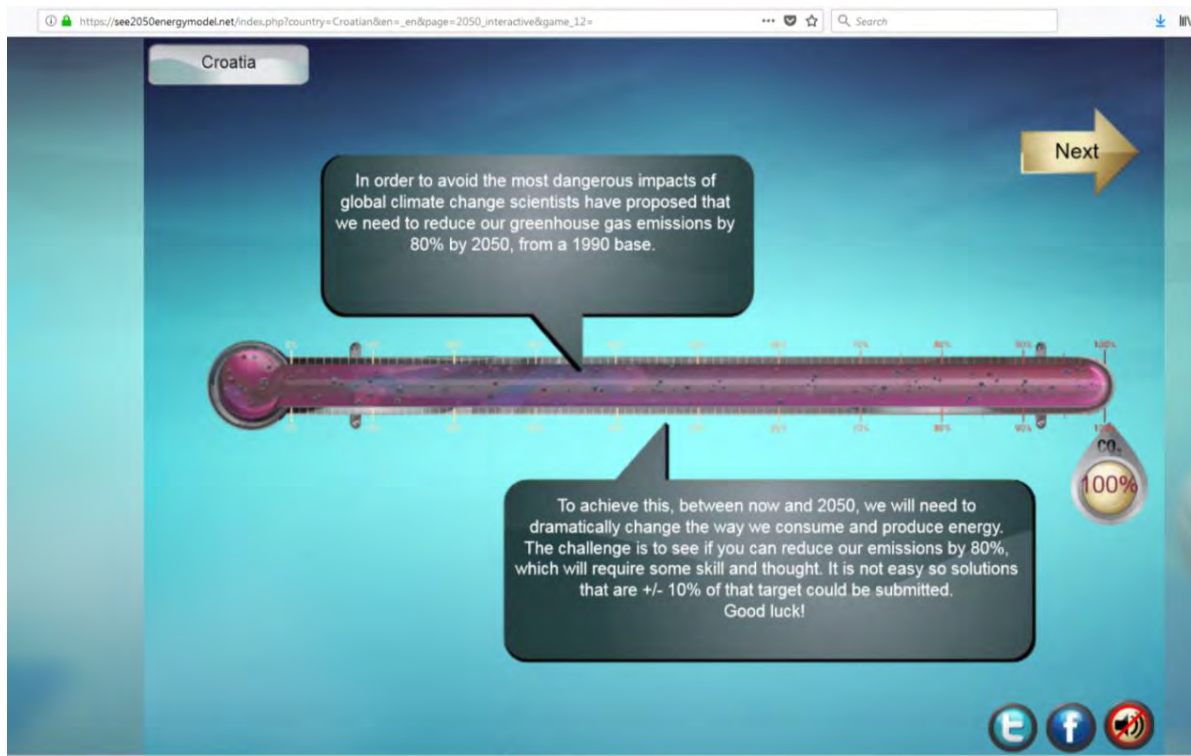 https://see2050energymodel.net/index.php?country=Croatian&en=_en&page=2050_interactive&game_12=
Search
Croatia
Next
In order to avoid the most dangerous impacts of
global climate change scientists have proposed that
we need to reduce our greenhouse gas emissions by
80% by 2050, from a 1990 base.
70% 80% 90% 100%
70% 80% 90% 100%
CO₂
100%
To achieve this, between now and 2050, we will need to
dramatically change the way we consume and produce energy.
The challenge is to see if you can reduce our emissions by 80%,
which will require some skill and thought. It is not easy so solutions
that are +/- 10% of that target could be submitted.
Good luck!